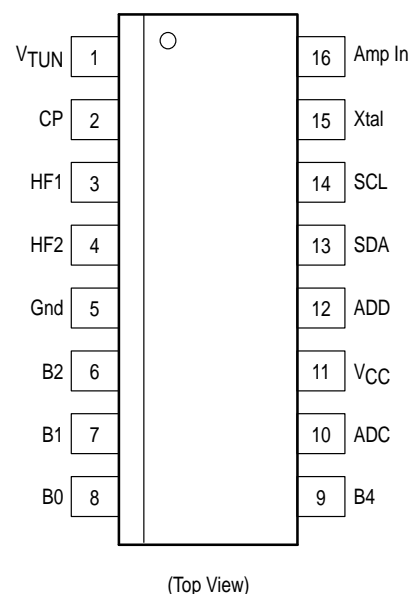 VTUN 1 16 Amp In
CP 2 15 Xtal
HF1 3 14 SCL
HF2 4 13 SDA
Gnd 5 12 ADD
B2 6 11 VCC
B1 7 10 ADC
B0 8 9 B4
(Top View)